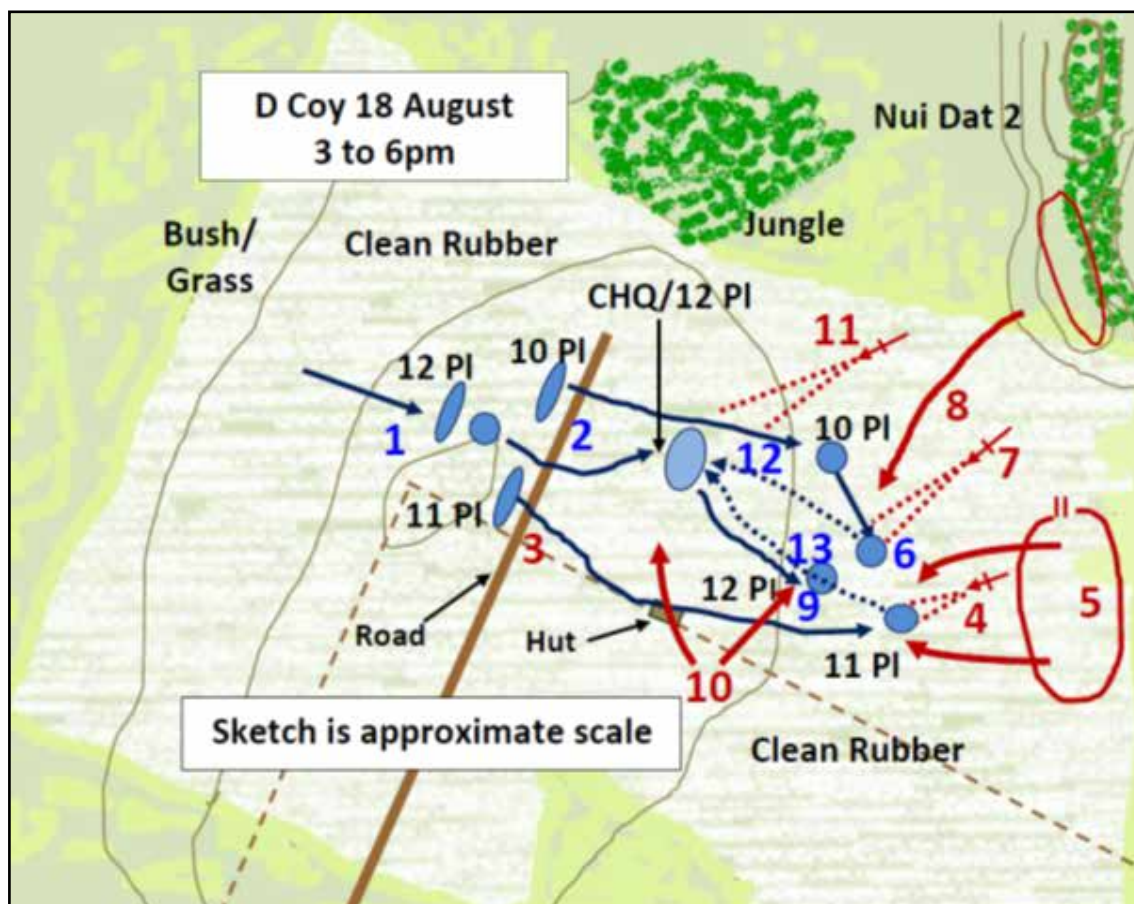 D Coy 18 August
3 to 6pm
Nui Dat 2
Jungle
Bush/
Grass
Clean Rubber
CHQ/12 Pl
11
12 Pl
10 Pl
8
1
2
12
10 Pl
7
11 Pl
3
13
6
II
12 Pl
9
4
5
Road
Hut
10
11 Pl
Sketch is approximate scale
Clean Rubber